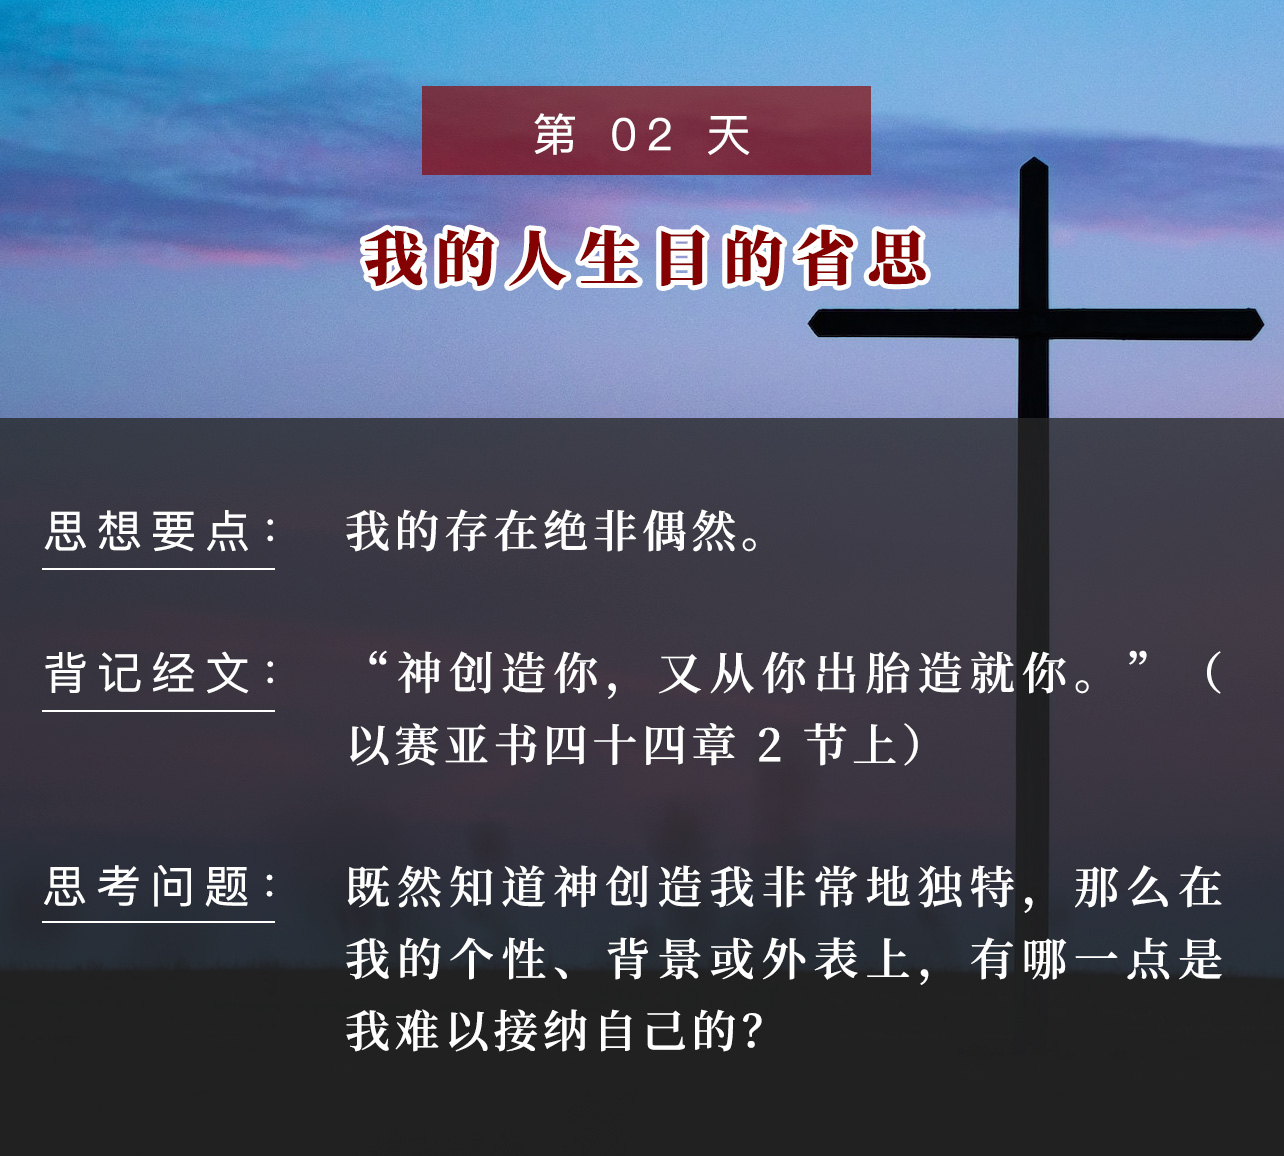 第 02 天
我的人生目的省思
思想要点： 我的存在绝非偶然。
背记经文： “神创造你，又从你出胎造就你。”（
以赛亚书四十四章 2 节上）
思考问题： 既然知道神创造我非常地独特，那么在
我的个性、背景或外表上，有哪一点是
我难以接纳自己的？